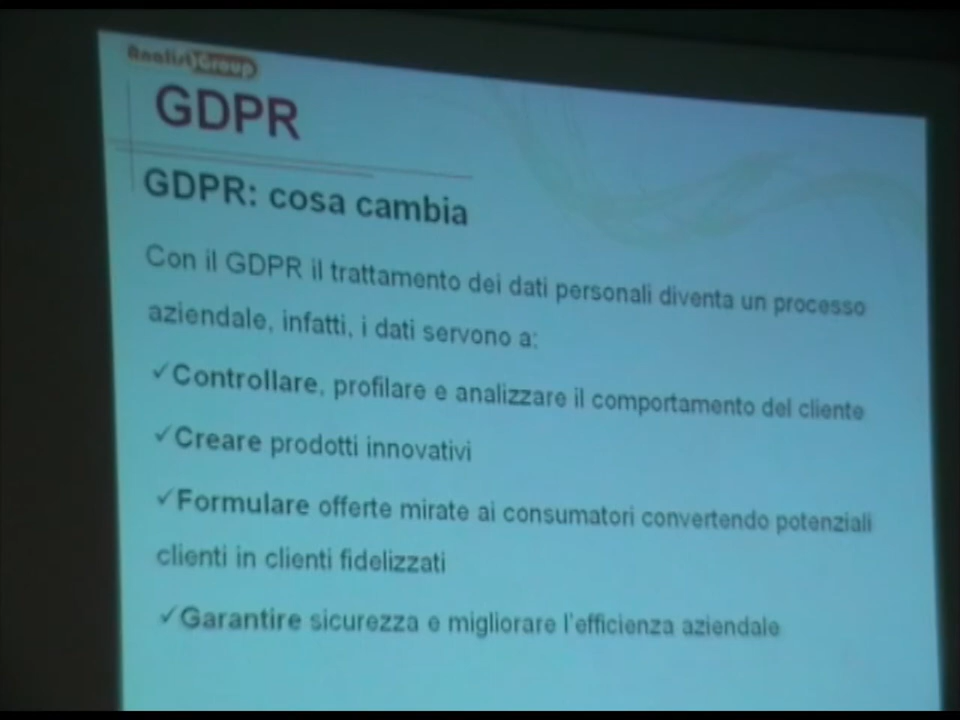 Analist Group
GDPR
GDPR: cosa cambia
Con il GDPR il trattamento dei dati personali diventa un processo
aziendale, infatti, i dati servono a:
✓Controllare, profilare e analizzare il comportamento del cliente
✓Creare prodotti innovativi
✓Formulare offerte mirate ai consumatori convertendo potenziali
clienti in clienti fidelizzati
✓Garantire sicurezza e migliorare l'efficienza aziendale